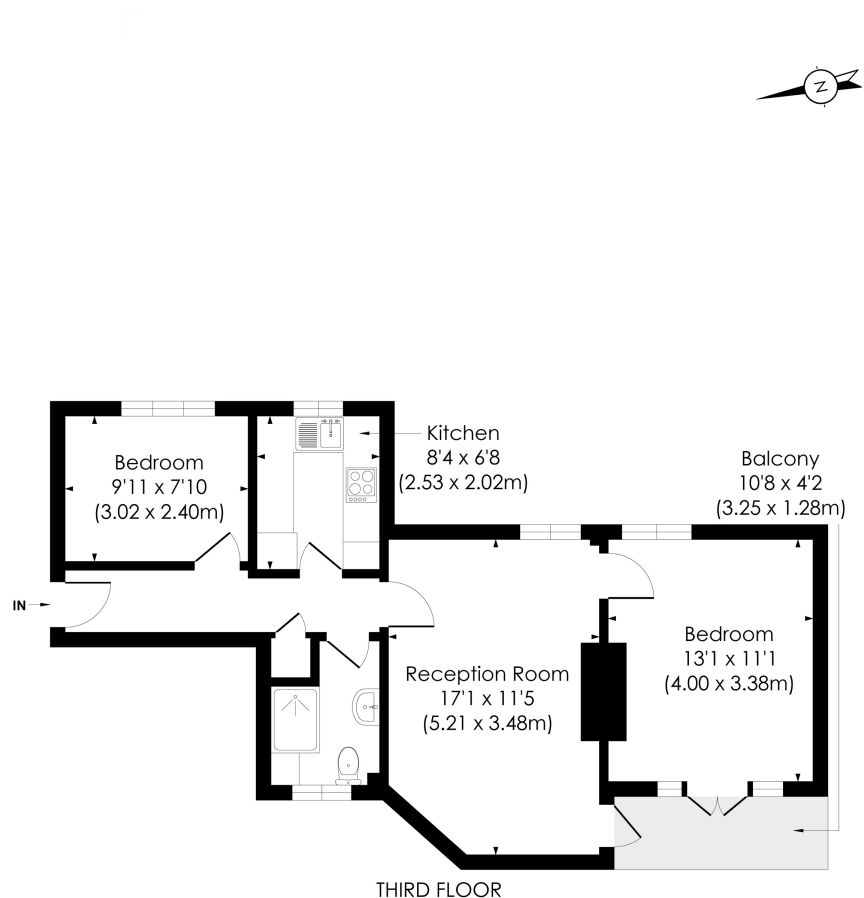 N
Kitchen
8'4 x 6'8
(2.53 x 2.02m)
Bedroom
9'11 x 7'10
(3.02 x 2.40m)
Balcony
10'8 x 4'2
(3.25 x 1.28m)
IN
Bedroom
13'1 x 11'1
(4.00 x 3.38m)
Reception Room
17'1 x 11'5
(5.21 x 3.48m)
THIRD FLOOR